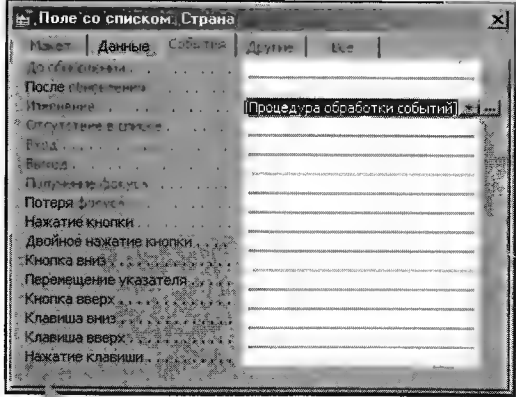 Поле со списком: Страна
Макет Данные События Другие Все
До обновления
После обновления
Изменение [Процедура обработки событий] ...
Отсутствие в списке
Вход
Выход
Получение фокуса
Потеря фокуса
Нажатие кнопки
Двойное нажатие кнопки
Кнопка вниз
Перемещение указателя
Кнопка вверх
Клавиша вниз
Клавиша вверх
Нажатие клавиши